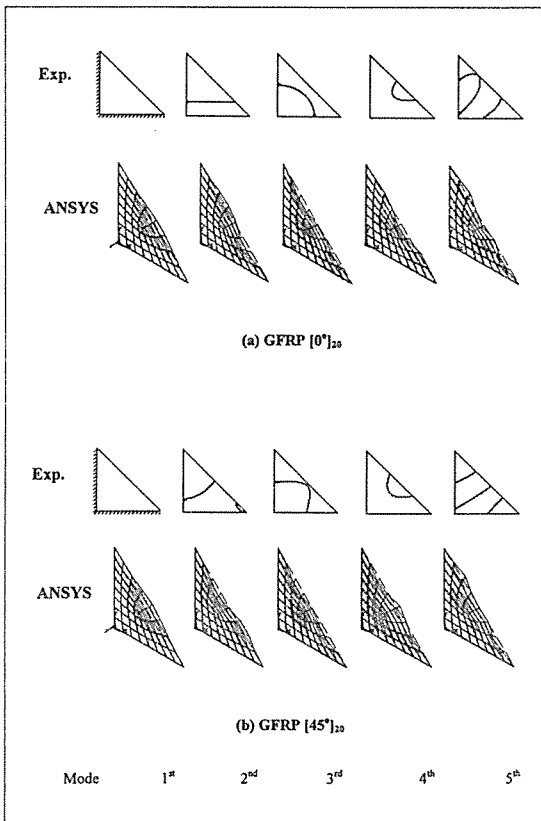 Exp.
ANSYS
(a) GFRP [0°]₂₀
Exp.
ANSYS
(b) GFRP [45°]₂₀
Mode 1ˢᵗ 2ⁿᵈ 3ʳᵈ 4ᵗʰ 5ᵗʰ